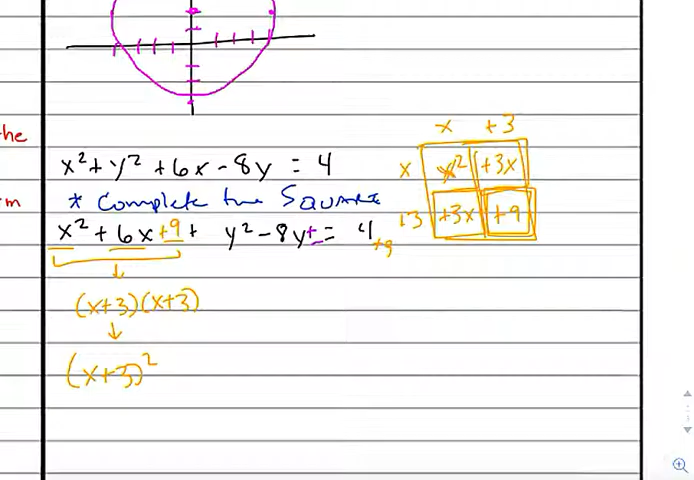 the
m
x² + y² + 6x - 8y = 4
* Complete the Square
x² + 6x +9 + y² - 8y + _ = 4 +9
(x+3)(x+3)
(x+3)²
x +3
x x² +3x
+3 +3x +9